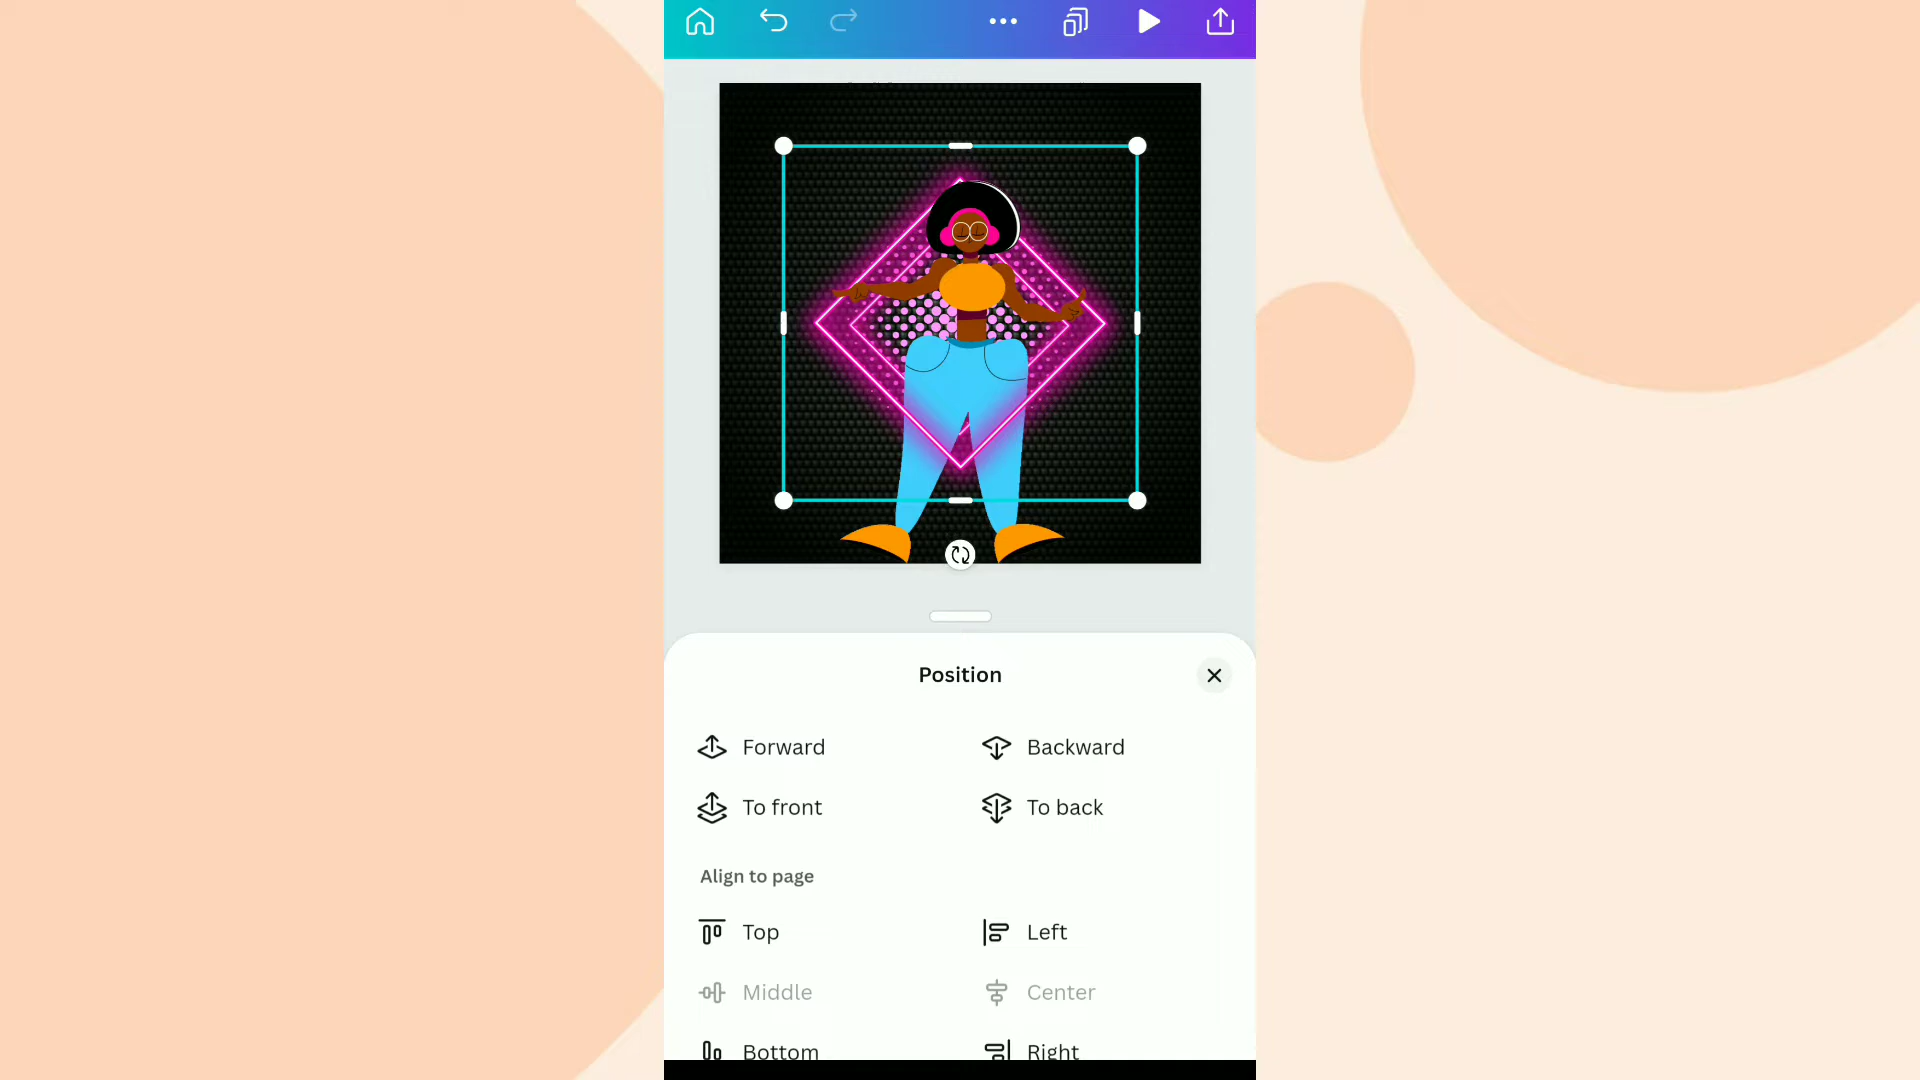 Position
Forward
Backward
To front
To back
Align to page
Top
Left
Middle
Center
Bottom
Right